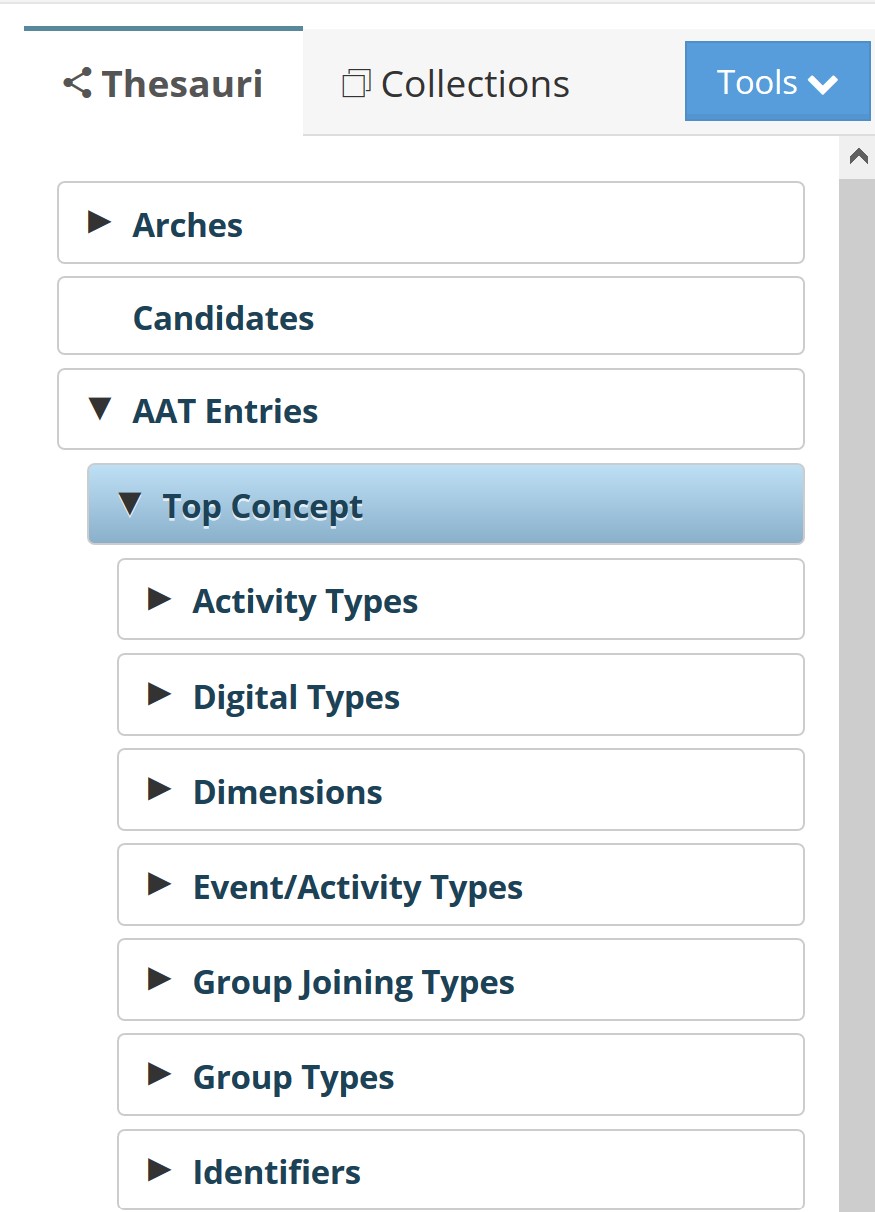 Thesauri
Collections
Tools
Arches
Candidates
AAT Entries
Top Concept
Activity Types
Digital Types
Dimensions
Event/Activity Types
Group Joining Types
Group Types
Identifiers